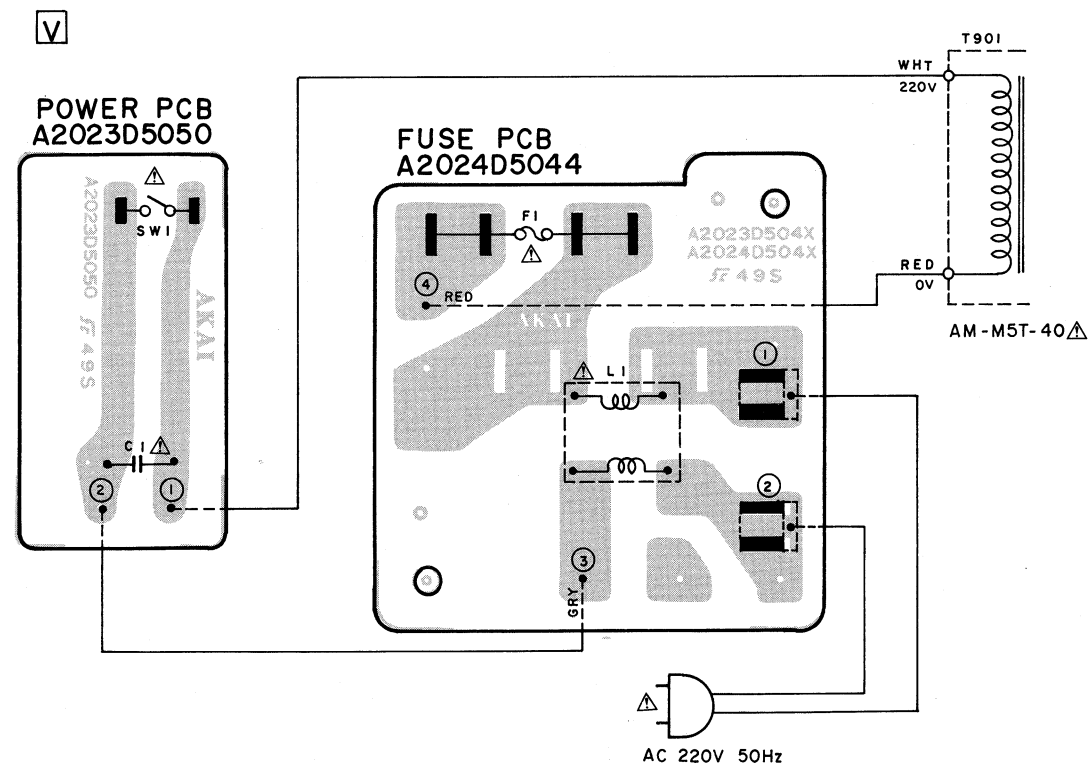 V
T901
WHT
220V
POWER PCB
A2023D5050
FUSE PCB
A2024D5044
A2023D5050 49S
SW1
AKAI
F1
A2023D504X
A2024D504X
49S
4
RED
RED
0V
AKAI
AM-M5T-40
1
L1
C1
2
1
2
3
GRY
AC 220V 50Hz